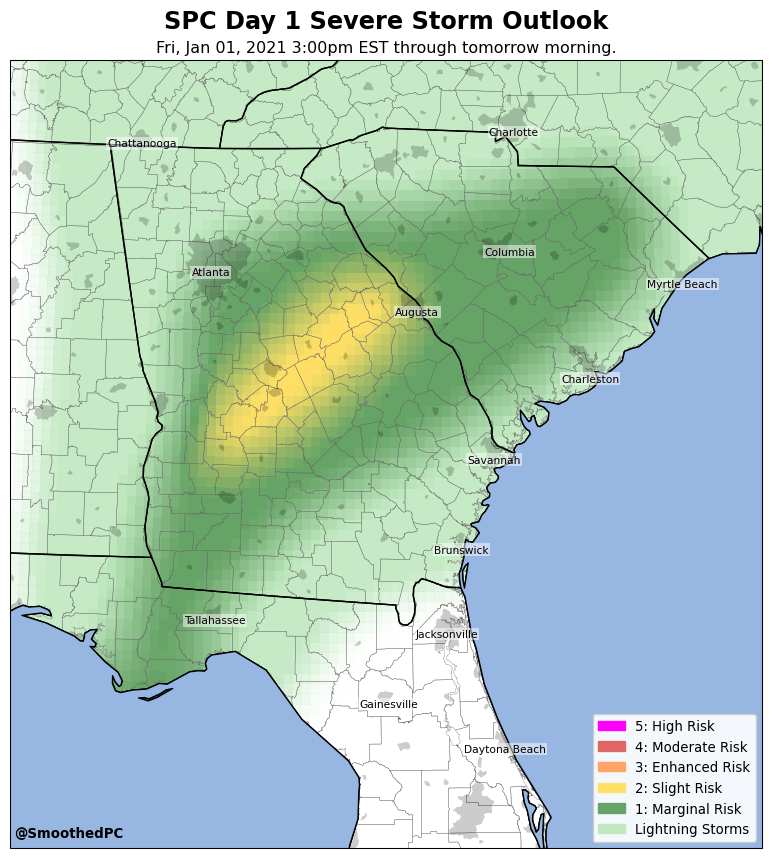 SPC Day 1 Severe Storm Outlook
Fri, Jan 01, 2021 3:00pm EST through tomorrow morning.
Charlotte
Chattanooga
Columbia
Atlanta
Myrtle Beach
Augusta
Charleston
Savannah
Brunswick
Tallahassee
Jacksonville
Gainesville
Daytona Beach
5: High Risk
4: Moderate Risk
3: Enhanced Risk
2: Slight Risk
1: Marginal Risk
Lightning Storms
@SmoothedPC